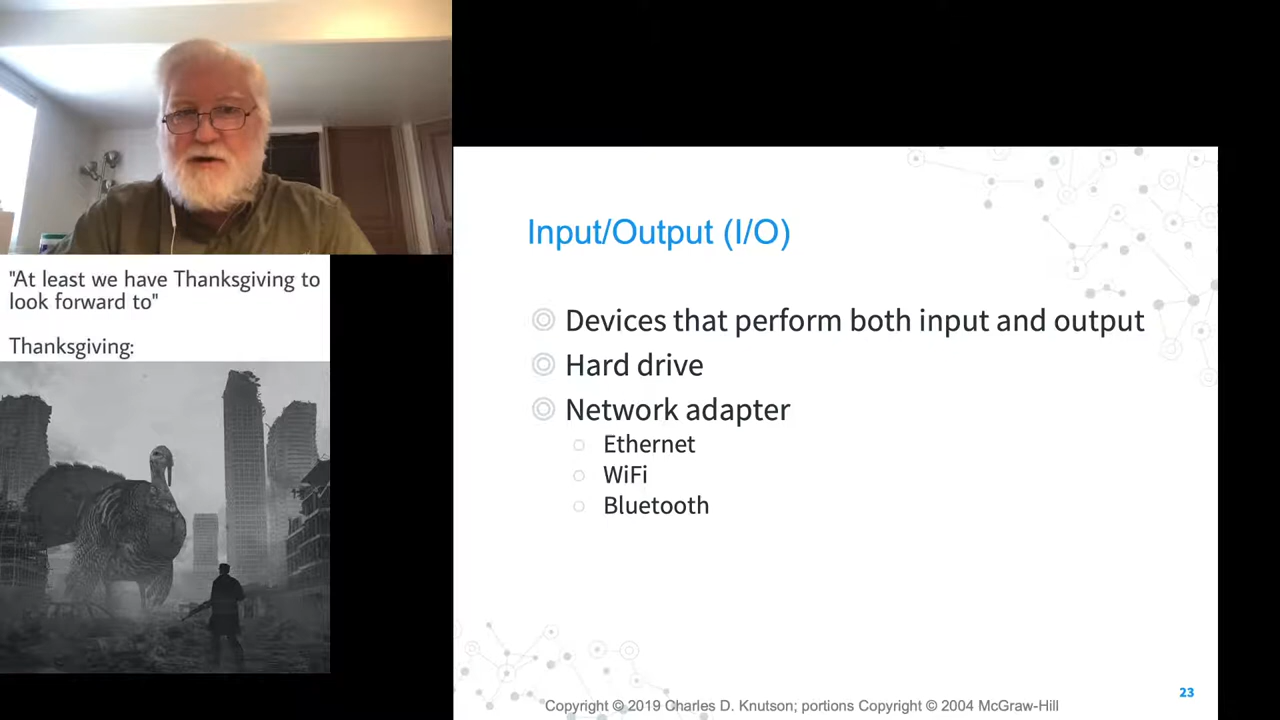 "At least we have Thanksgiving to
look forward to"
Thanksgiving:
Input/Output (I/O)
Devices that perform both input and output
Hard drive
Network adapter
Ethernet
WiFi
Bluetooth
23
Copyright © 2019 Charles D. Knutson; portions Copyright © 2004 McGraw-Hill